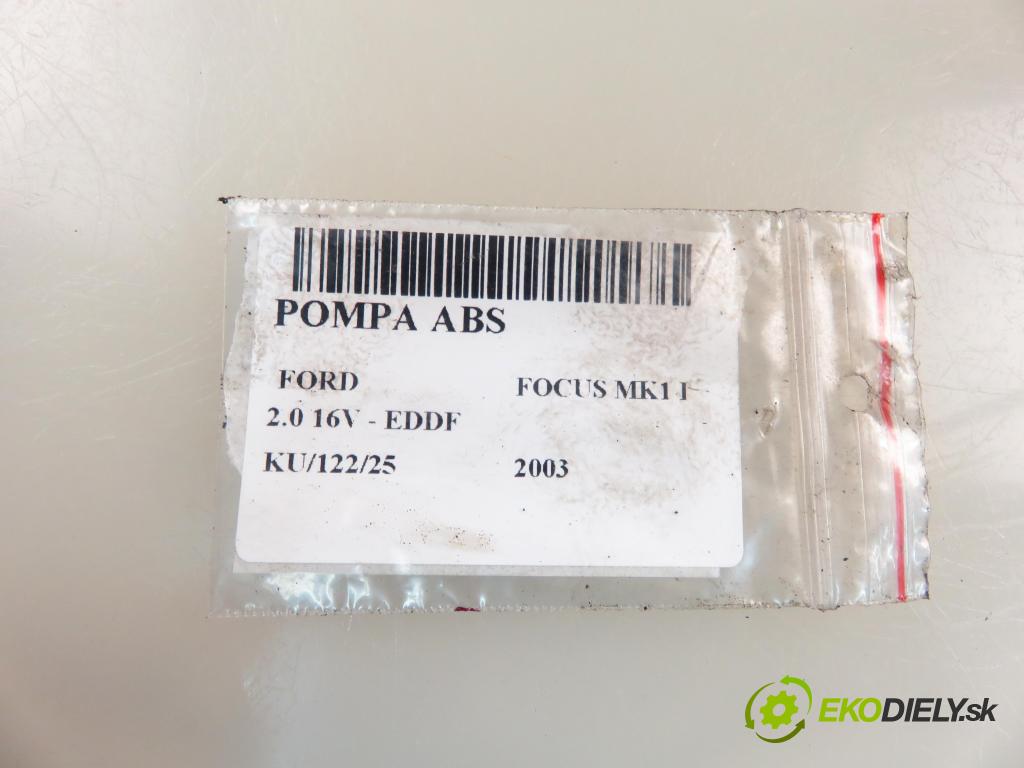 POMPA ABS
FORD FOCUS MK1 I
2.0 16V - EDDF
KU/122/25 2003
EKODIELY.sk